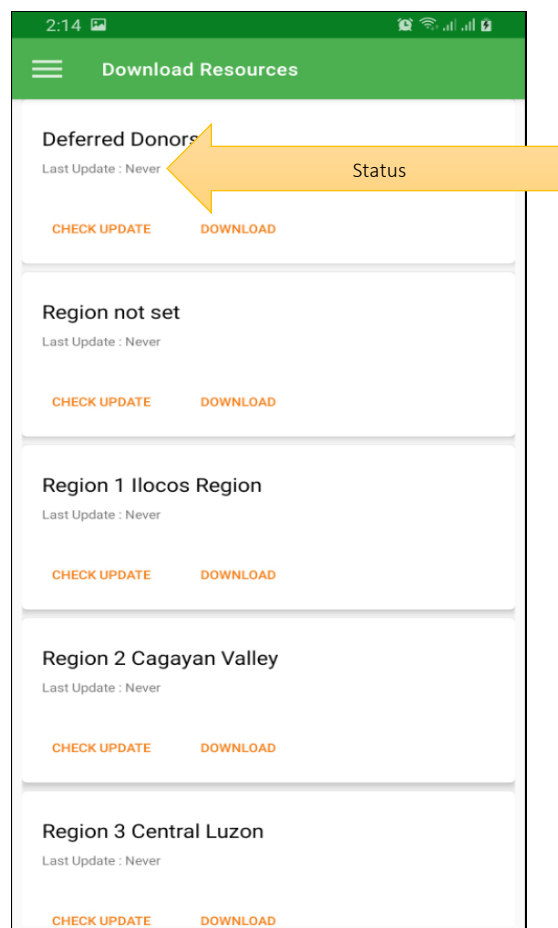 2:14
Download Resources
Deferred Donors
Last Update : Never
Status
CHECK UPDATE DOWNLOAD
Region not set
Last Update : Never
CHECK UPDATE DOWNLOAD
Region 1 Ilocos Region
Last Update : Never
CHECK UPDATE DOWNLOAD
Region 2 Cagayan Valley
Last Update : Never
CHECK UPDATE DOWNLOAD
Region 3 Central Luzon
Last Update : Never
CHECK UPDATE DOWNLOAD